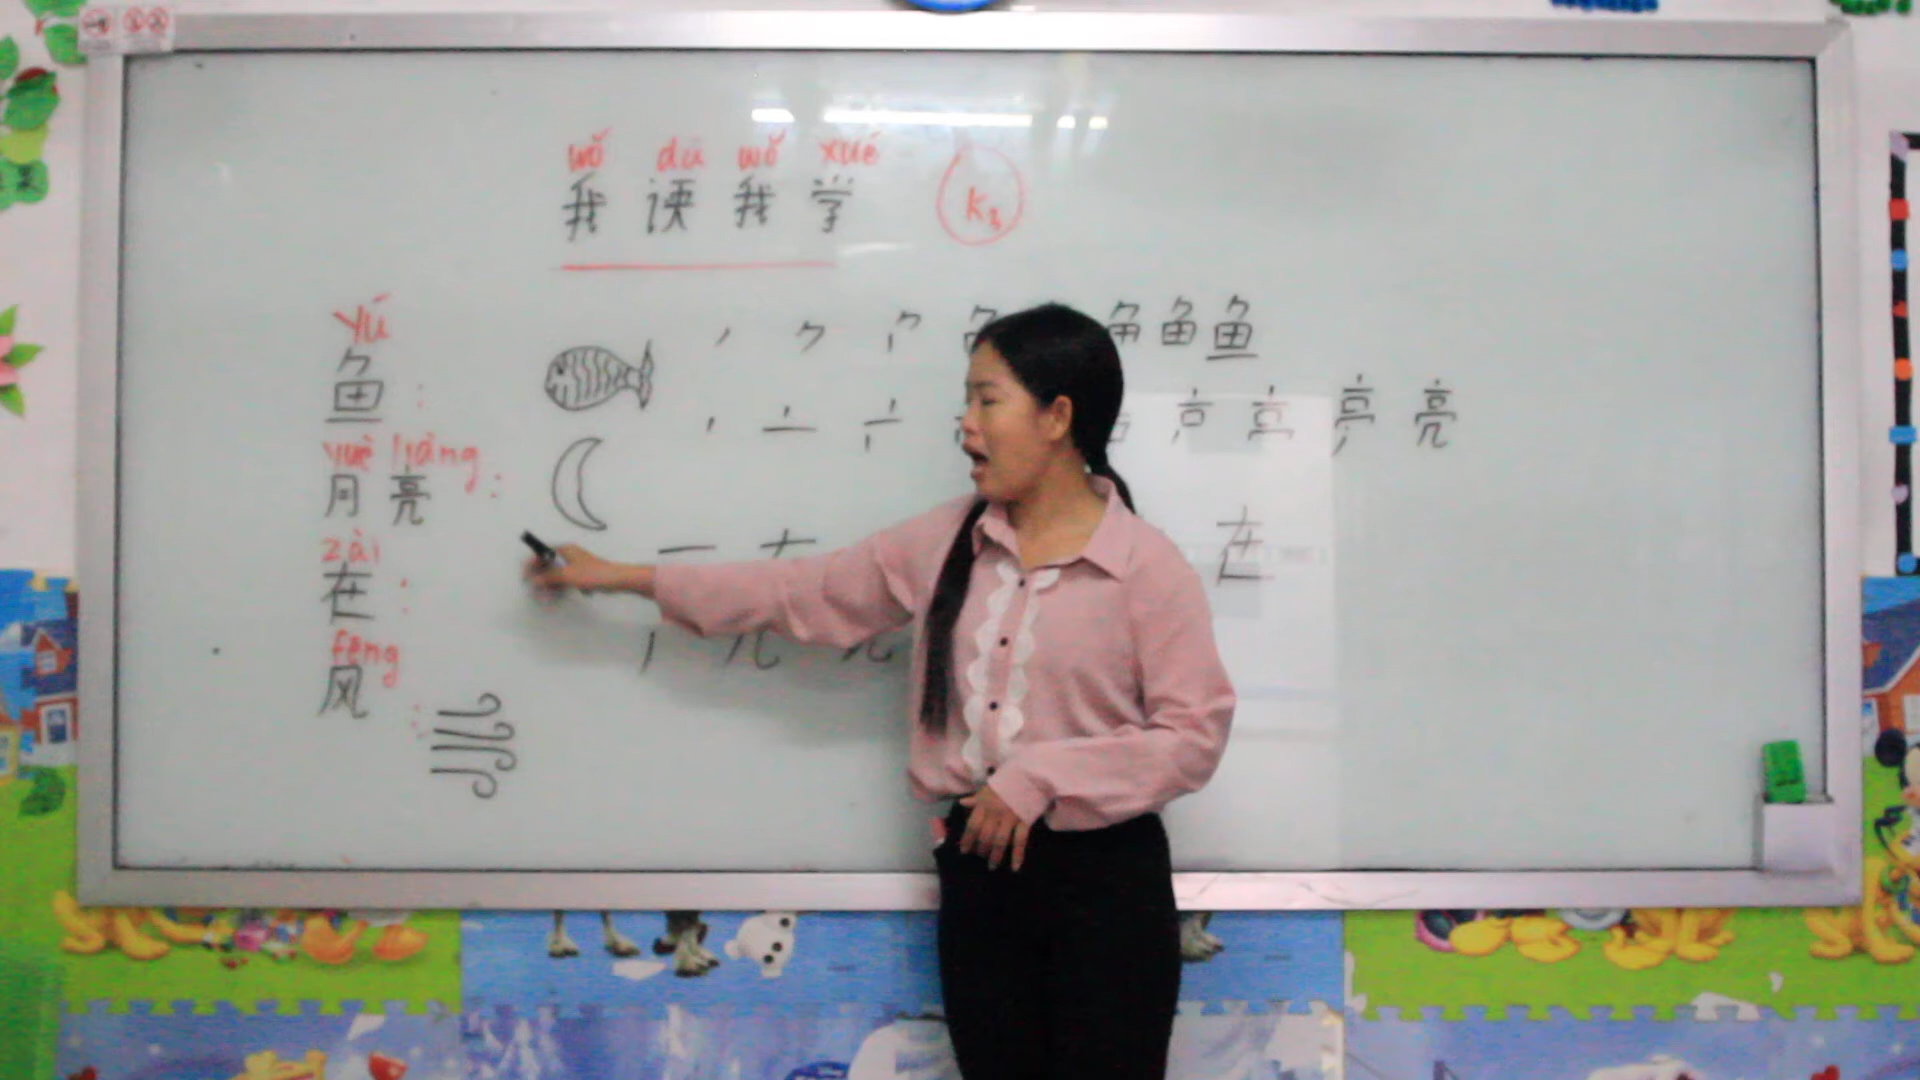 wǒ dú wǒ xué
我 读 我 学 K3
yú
鱼 :
鱼 鱼
yuè liàng
月 亮 :
亮
zài
在 :
在
fēng
风 :